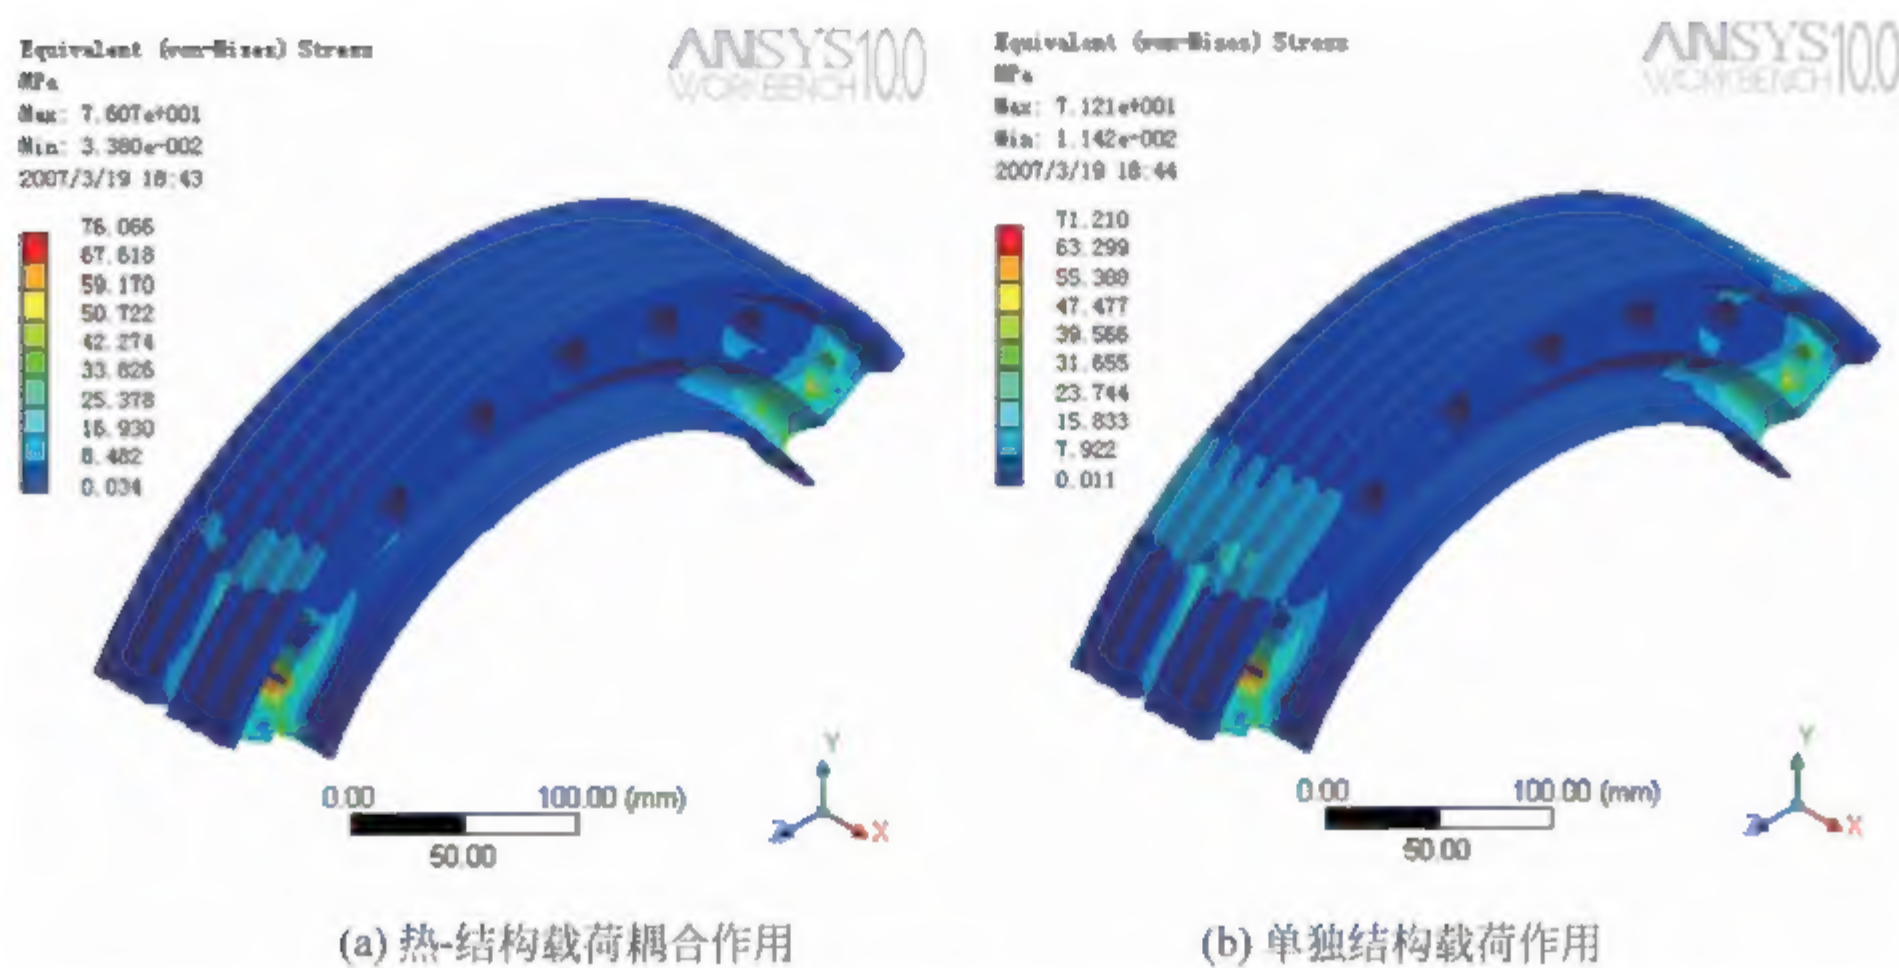 Equivalent (von-Mises) Stress
MPa
Max: 7.607e+001
Min: 3.380e-002
2007/3/19 18:43
ANSYS 10.0
WORKBENCH
76.066
67.618
59.170
50.722
42.274
33.826
25.378
16.930
8.482
0.034
0.00 100.00 (mm)
50.00
Y
Z
X
(a) 热-结构载荷耦合作用
Equivalent (von-Mises) Stress
MPa
Max: 7.121e+001
Min: 1.142e-002
2007/3/19 18:44
ANSYS 10.0
WORKBENCH
71.210
63.299
55.388
47.477
39.566
31.655
23.744
15.833
7.922
0.011
0.00 100.00 (mm)
50.00
Y
Z
X
(b) 单独结构载荷作用